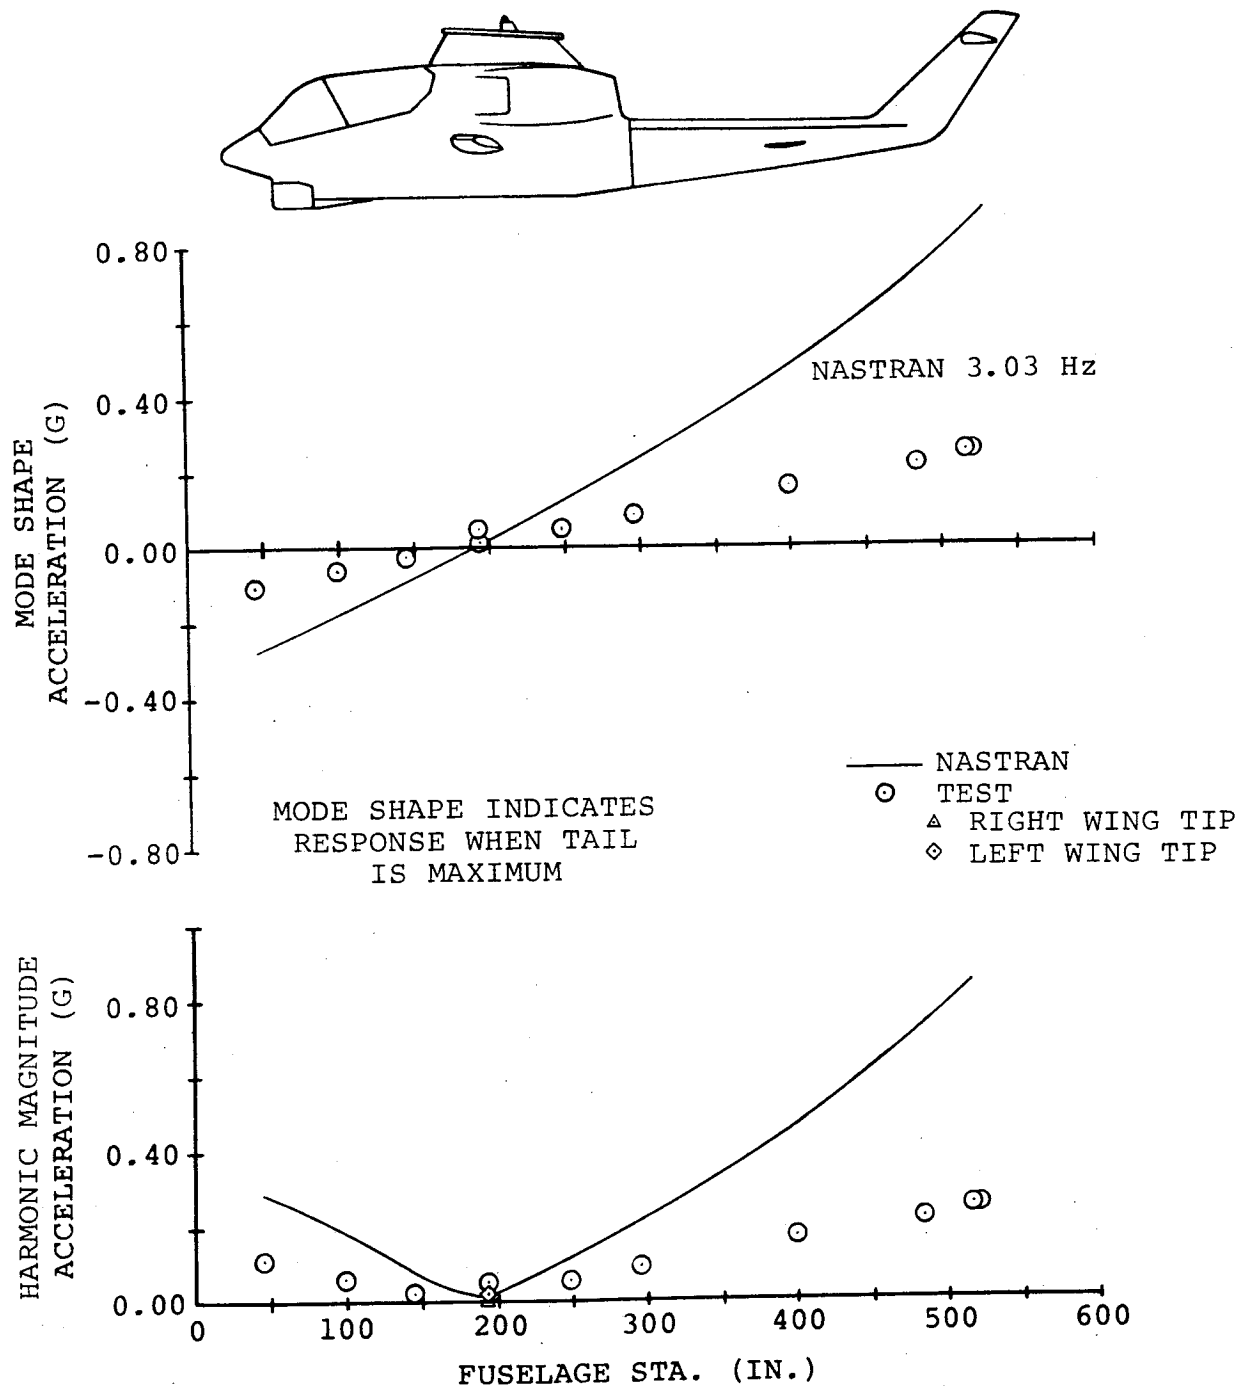 0.80
0.40
0.00
-0.40
-0.80
MODE SHAPE
ACCELERATION (G)
NASTRAN 3.03 Hz
NASTRAN
TEST
RIGHT WING TIP
LEFT WING TIP
MODE SHAPE INDICATES
RESPONSE WHEN TAIL
IS MAXIMUM
HARMONIC MAGNITUDE
ACCELERATION (G)
0.80
0.40
0.00
0 100 200 300 400 500 600
FUSELAGE STA. (IN.)